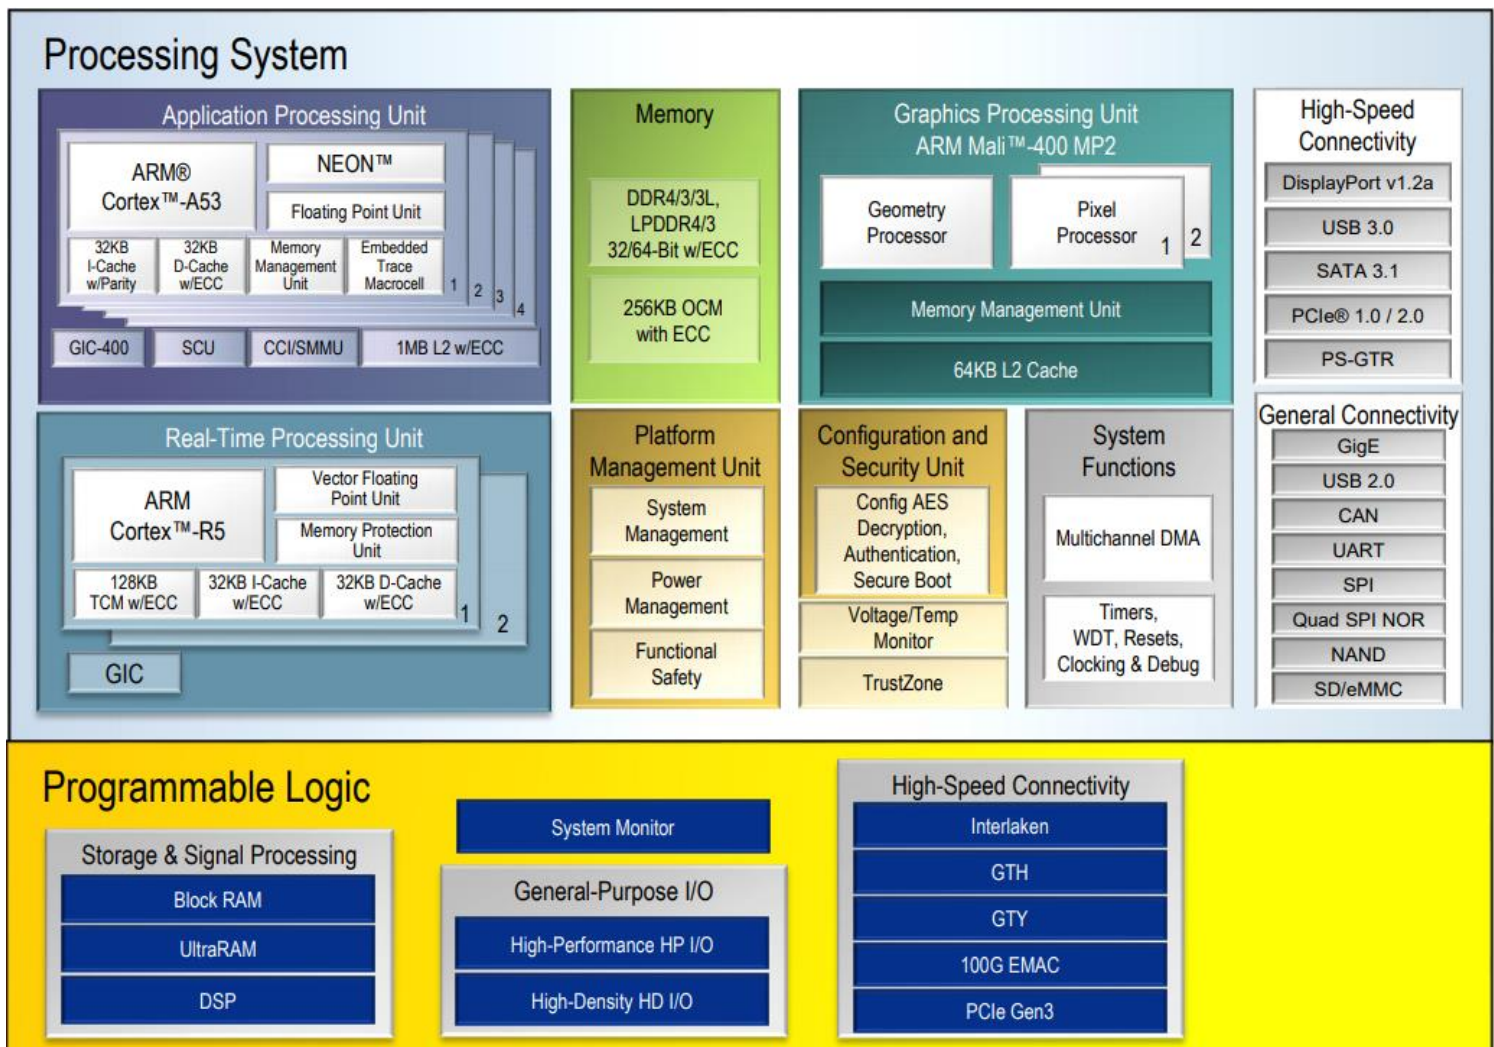 Processing System
Application Processing Unit
ARM®
Cortex™-A53
NEON™
Floating Point Unit
32KB
I-Cache
w/Parity
32KB
D-Cache
w/ECC
Memory
Management
Unit
Embedded
Trace
Macrocell
1
2
3
4
GIC-400
SCU
CCI/SMMU
1MB L2 w/ECC
Memory
DDR4/3/3L,
LPDDR4/3
32/64-Bit w/ECC
256KB OCM
with ECC
Graphics Processing Unit
ARM Mali™-400 MP2
Geometry
Processor
Pixel
Processor
1
2
Memory Management Unit
64KB L2 Cache
High-Speed
Connectivity
DisplayPort v1.2a
USB 3.0
SATA 3.1
PCIe® 1.0 / 2.0
PS-GTR
Real-Time Processing Unit
ARM
Cortex™-R5
Vector Floating
Point Unit
Memory Protection
Unit
128KB
TCM w/ECC
32KB I-Cache
w/ECC
32KB D-Cache
w/ECC
1
2
GIC
Platform
Management Unit
System
Management
Power
Management
Functional
Safety
Configuration and
Security Unit
Config AES
Decryption,
Authentication,
Secure Boot
Voltage/Temp
Monitor
TrustZone
System
Functions
Multichannel DMA
Timers,
WDT, Resets,
Clocking & Debug
General Connectivity
GigE
USB 2.0
CAN
UART
SPI
Quad SPI NOR
NAND
SD/eMMC
Programmable Logic
Storage & Signal Processing
Block RAM
UltraRAM
DSP
System Monitor
General-Purpose I/O
High-Performance HP I/O
High-Density HD I/O
High-Speed Connectivity
Interlaken
GTH
GTY
100G EMAC
PCIe Gen3